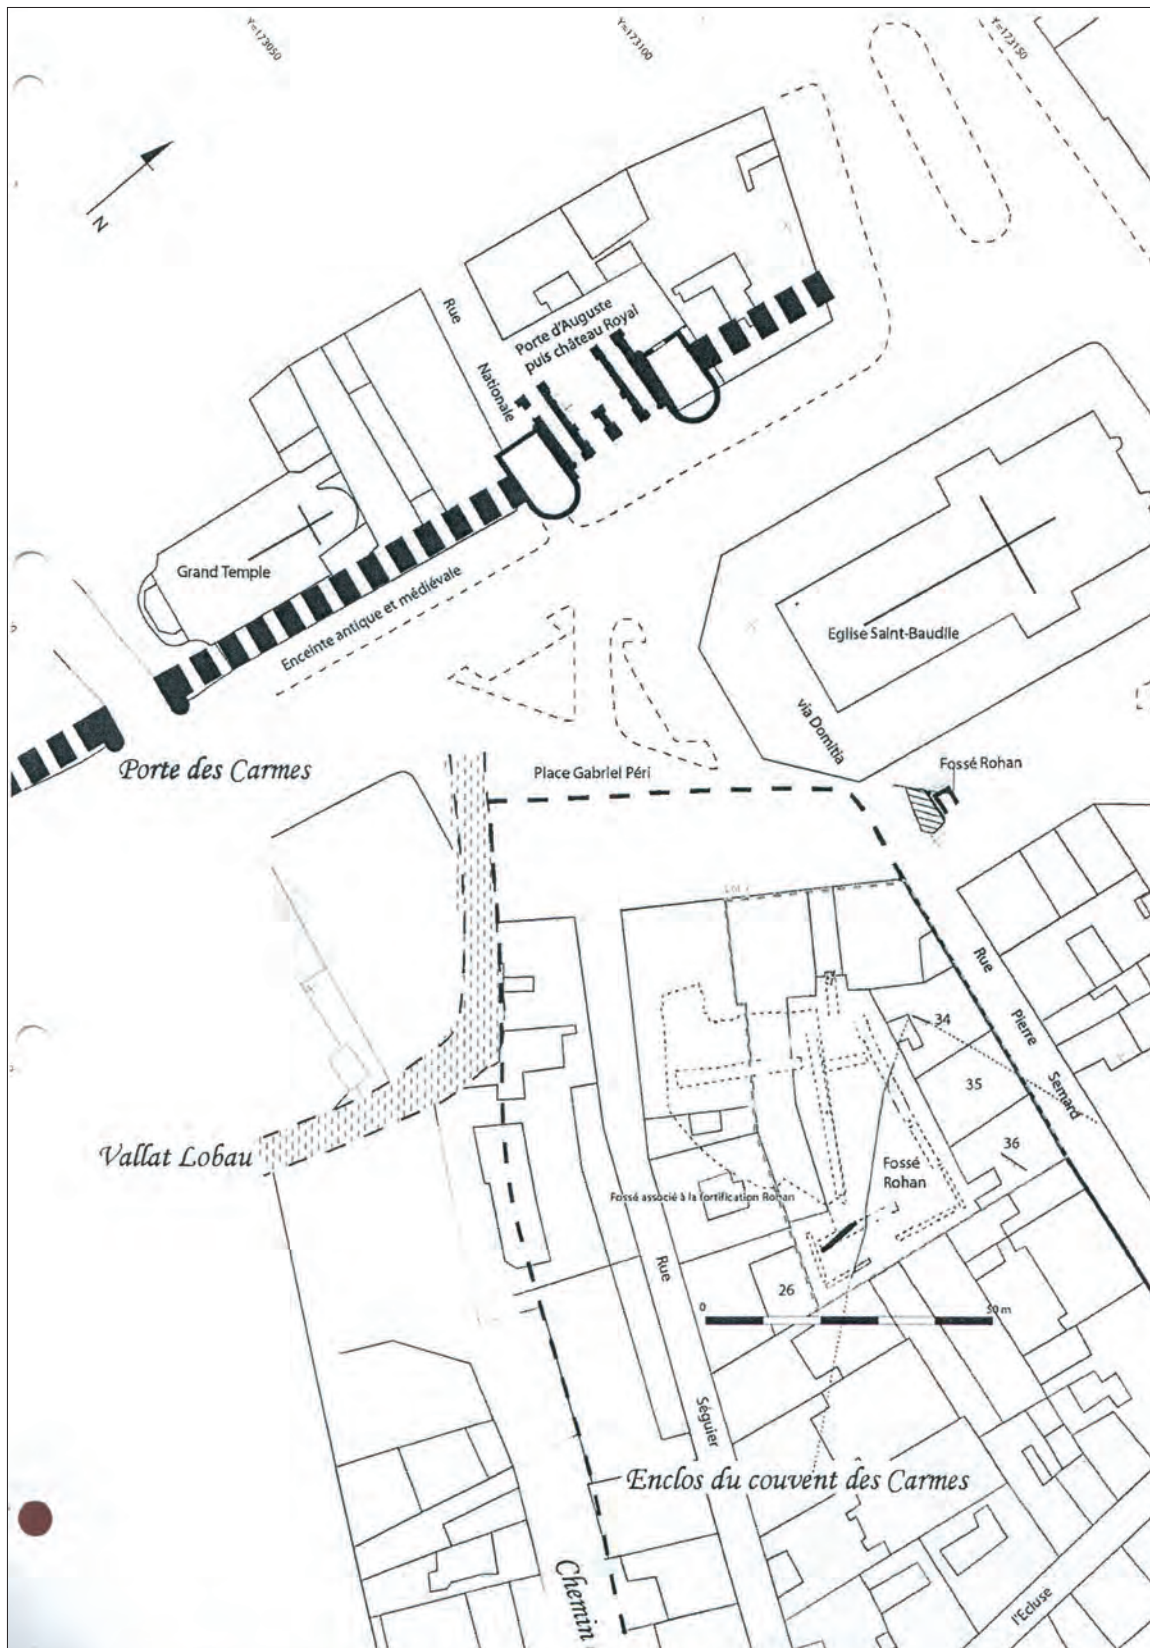 Y=173050
Y=173100
Y=173150
N
Rue
Nationale
Porte d'Auguste
puis château Royal
Grand Temple
Enceinte antique et médiévale
Eglise Saint-Baudile
via Domitia
Porte des Carmes
Place Gabriel Péri
Fossé Rohan
Rue
Pierre
Semard
34
35
36
Vallat Lobau
Fossé
Rohan
Fossé associé à la fortification Rohan
Rue
26
0
50 m
Séguier
Enclos du couvent des Carmes
Chemin
l'Ecluse